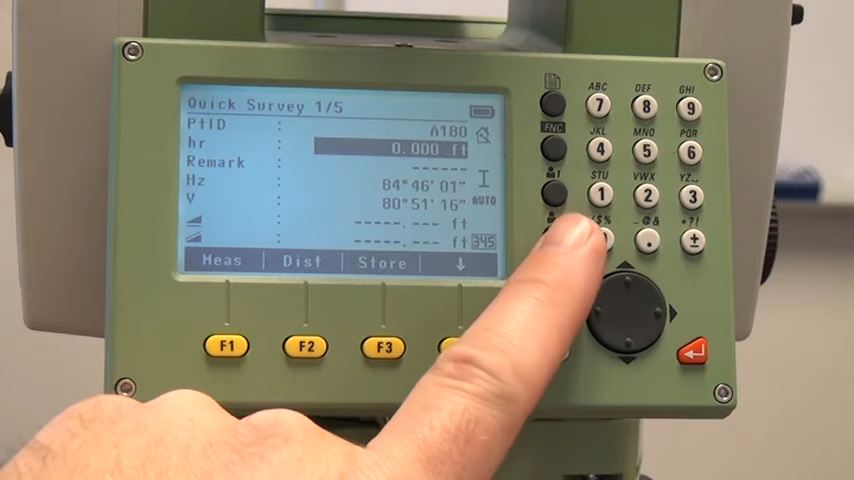 Quick Survey 1/5
PtID : A180
hr : 0.000 ft
Remark : ------
Hz : 84°46'01"
V : 80°51'16" AUTO
: -----.--- ft
: -----.--- ft 345
Meas Dist Store ↓
F1 F2 F3
ABC DEF GHI
7 8 9
FNC JKL MNO PQR
4 5 6
1 STU VWX YZ
1 2 3
/$% _@& *?!
. ±